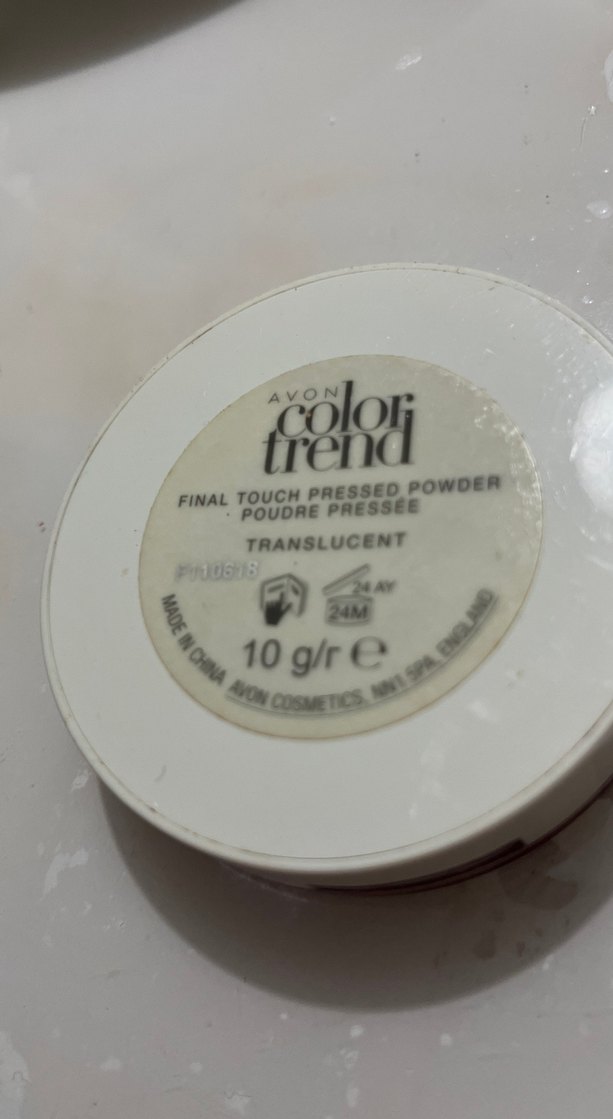 AVON
color
trend
FINAL TOUCH PRESSED POWDER
POUDRE PRESSÉE
TRANSLUCENT
F110618
24 AY
24M
10 g/r e
MADE IN CHINA AVON COSMETICS, NN1 5PA, ENGLAND